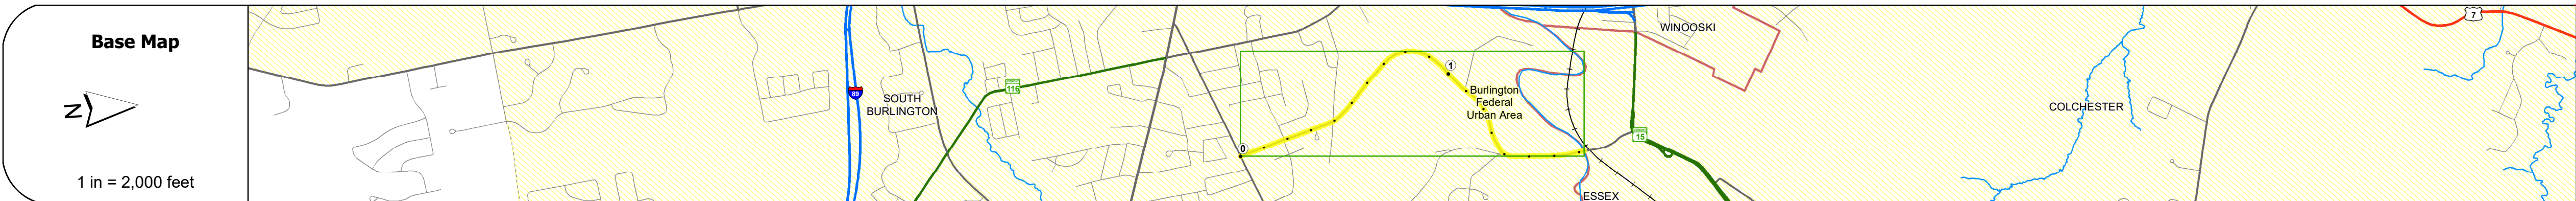 Base Map
N
1 in = 2,000 feet
89
SOUTH
BURLINGTON
116
0
1
Burlington
Federal
Urban Area
WINOOSKI
15
ESSEX
COLCHESTER
7